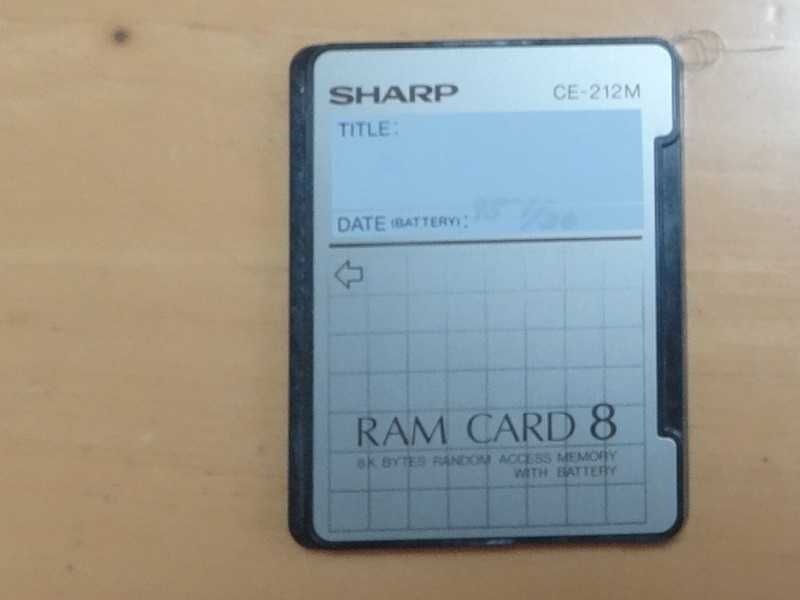 SHARP CE-212M
TITLE:
DATE (BATTERY):
RAM CARD 8
8K BYTES RANDOM ACCESS MEMORY
WITH BATTERY